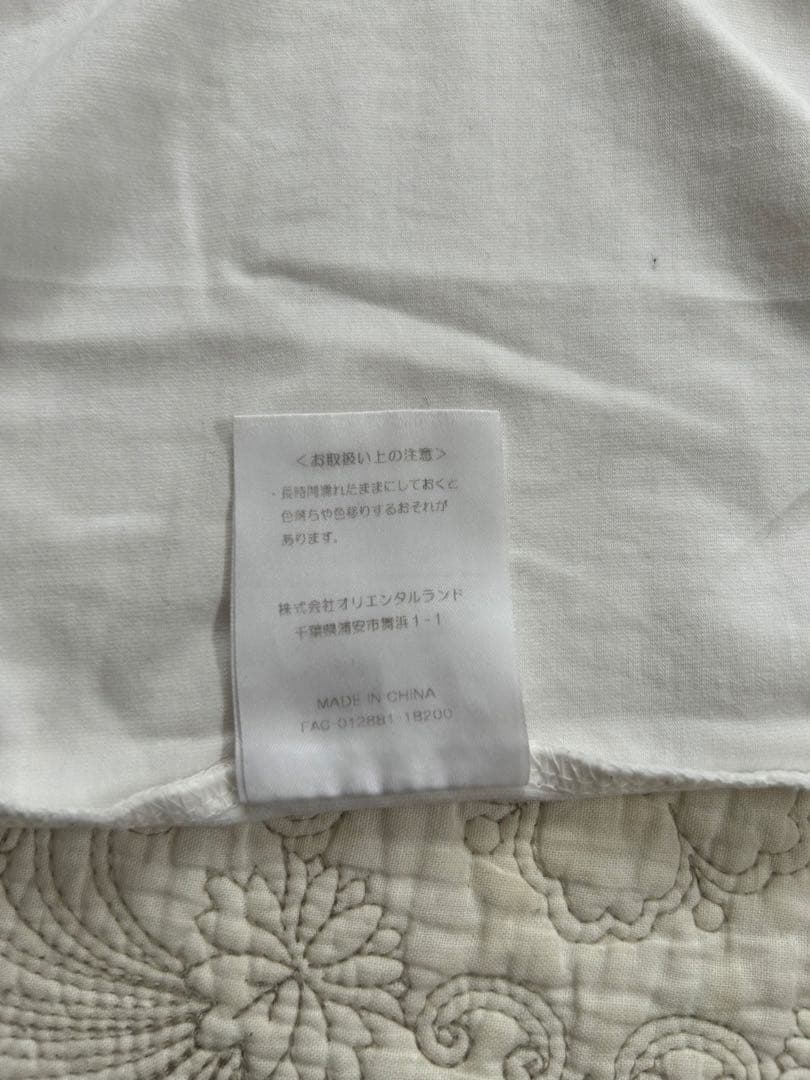 ＜お取扱い上の注意＞
・長時間濡れたままにしておくと
色落ちや色移りするおそれが
あります。
株式会社オリエンタルランド
千葉県浦安市舞浜1-1
MADE IN CHINA
FAC-012881-18200